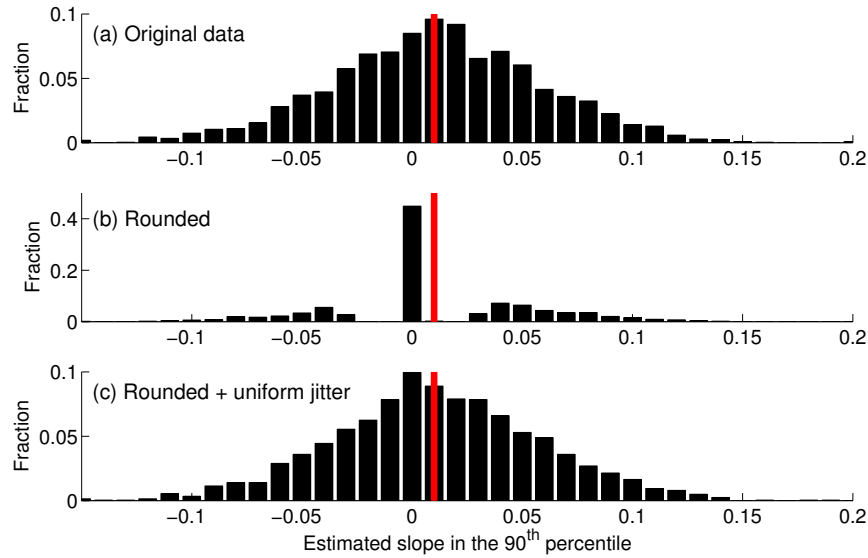 0.1
(a) Original data
0.05
Fraction
0
−0.1 −0.05 0 0.05 0.1 0.15 0.2
0.4
(b) Rounded
0.2
Fraction
0
−0.1 −0.05 0 0.05 0.1 0.15 0.2
0.1
(c) Rounded + uniform jitter
0.05
Fraction
0
−0.1 −0.05 0 0.05 0.1 0.15 0.2
Estimated slope in the 90th percentile